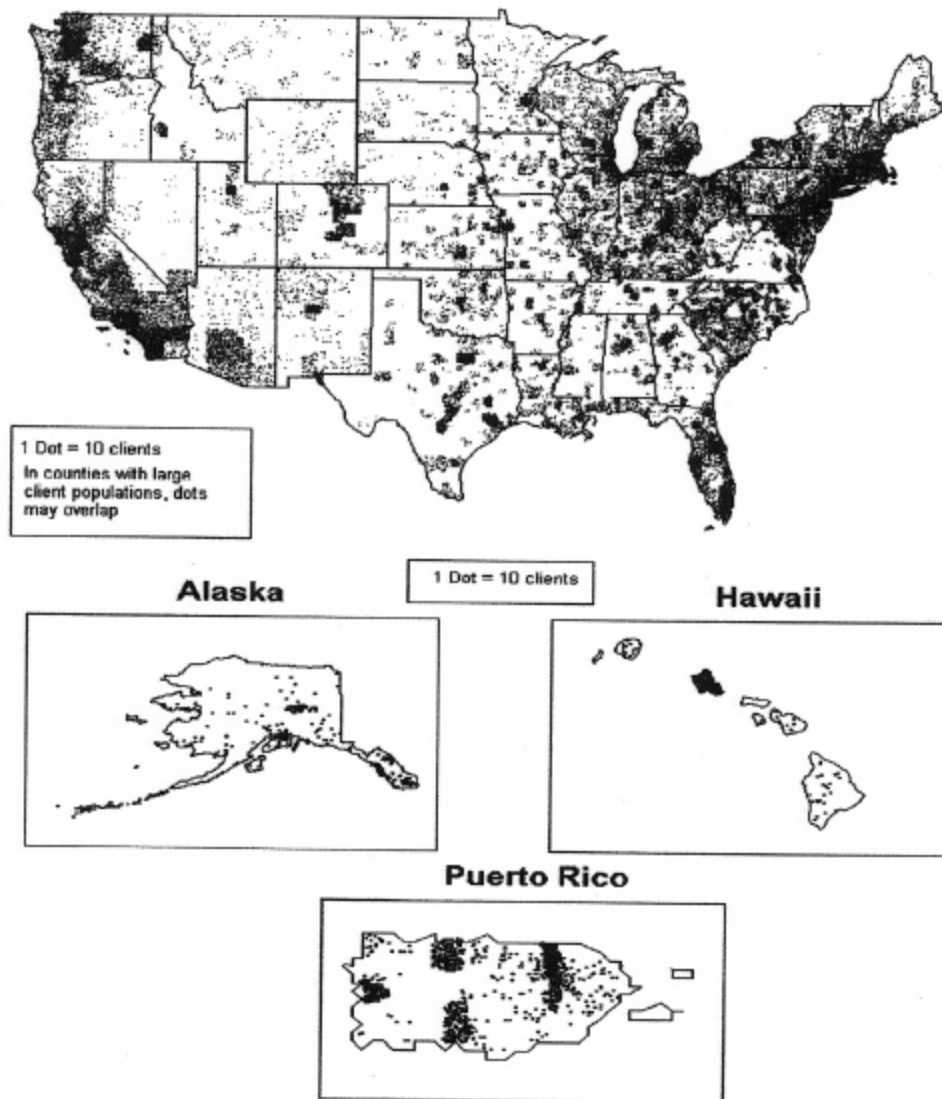 1 Dot = 10 clients
In counties with large
client populations, dots
may overlap
1 Dot = 10 clients
Alaska
Hawaii
Puerto Rico